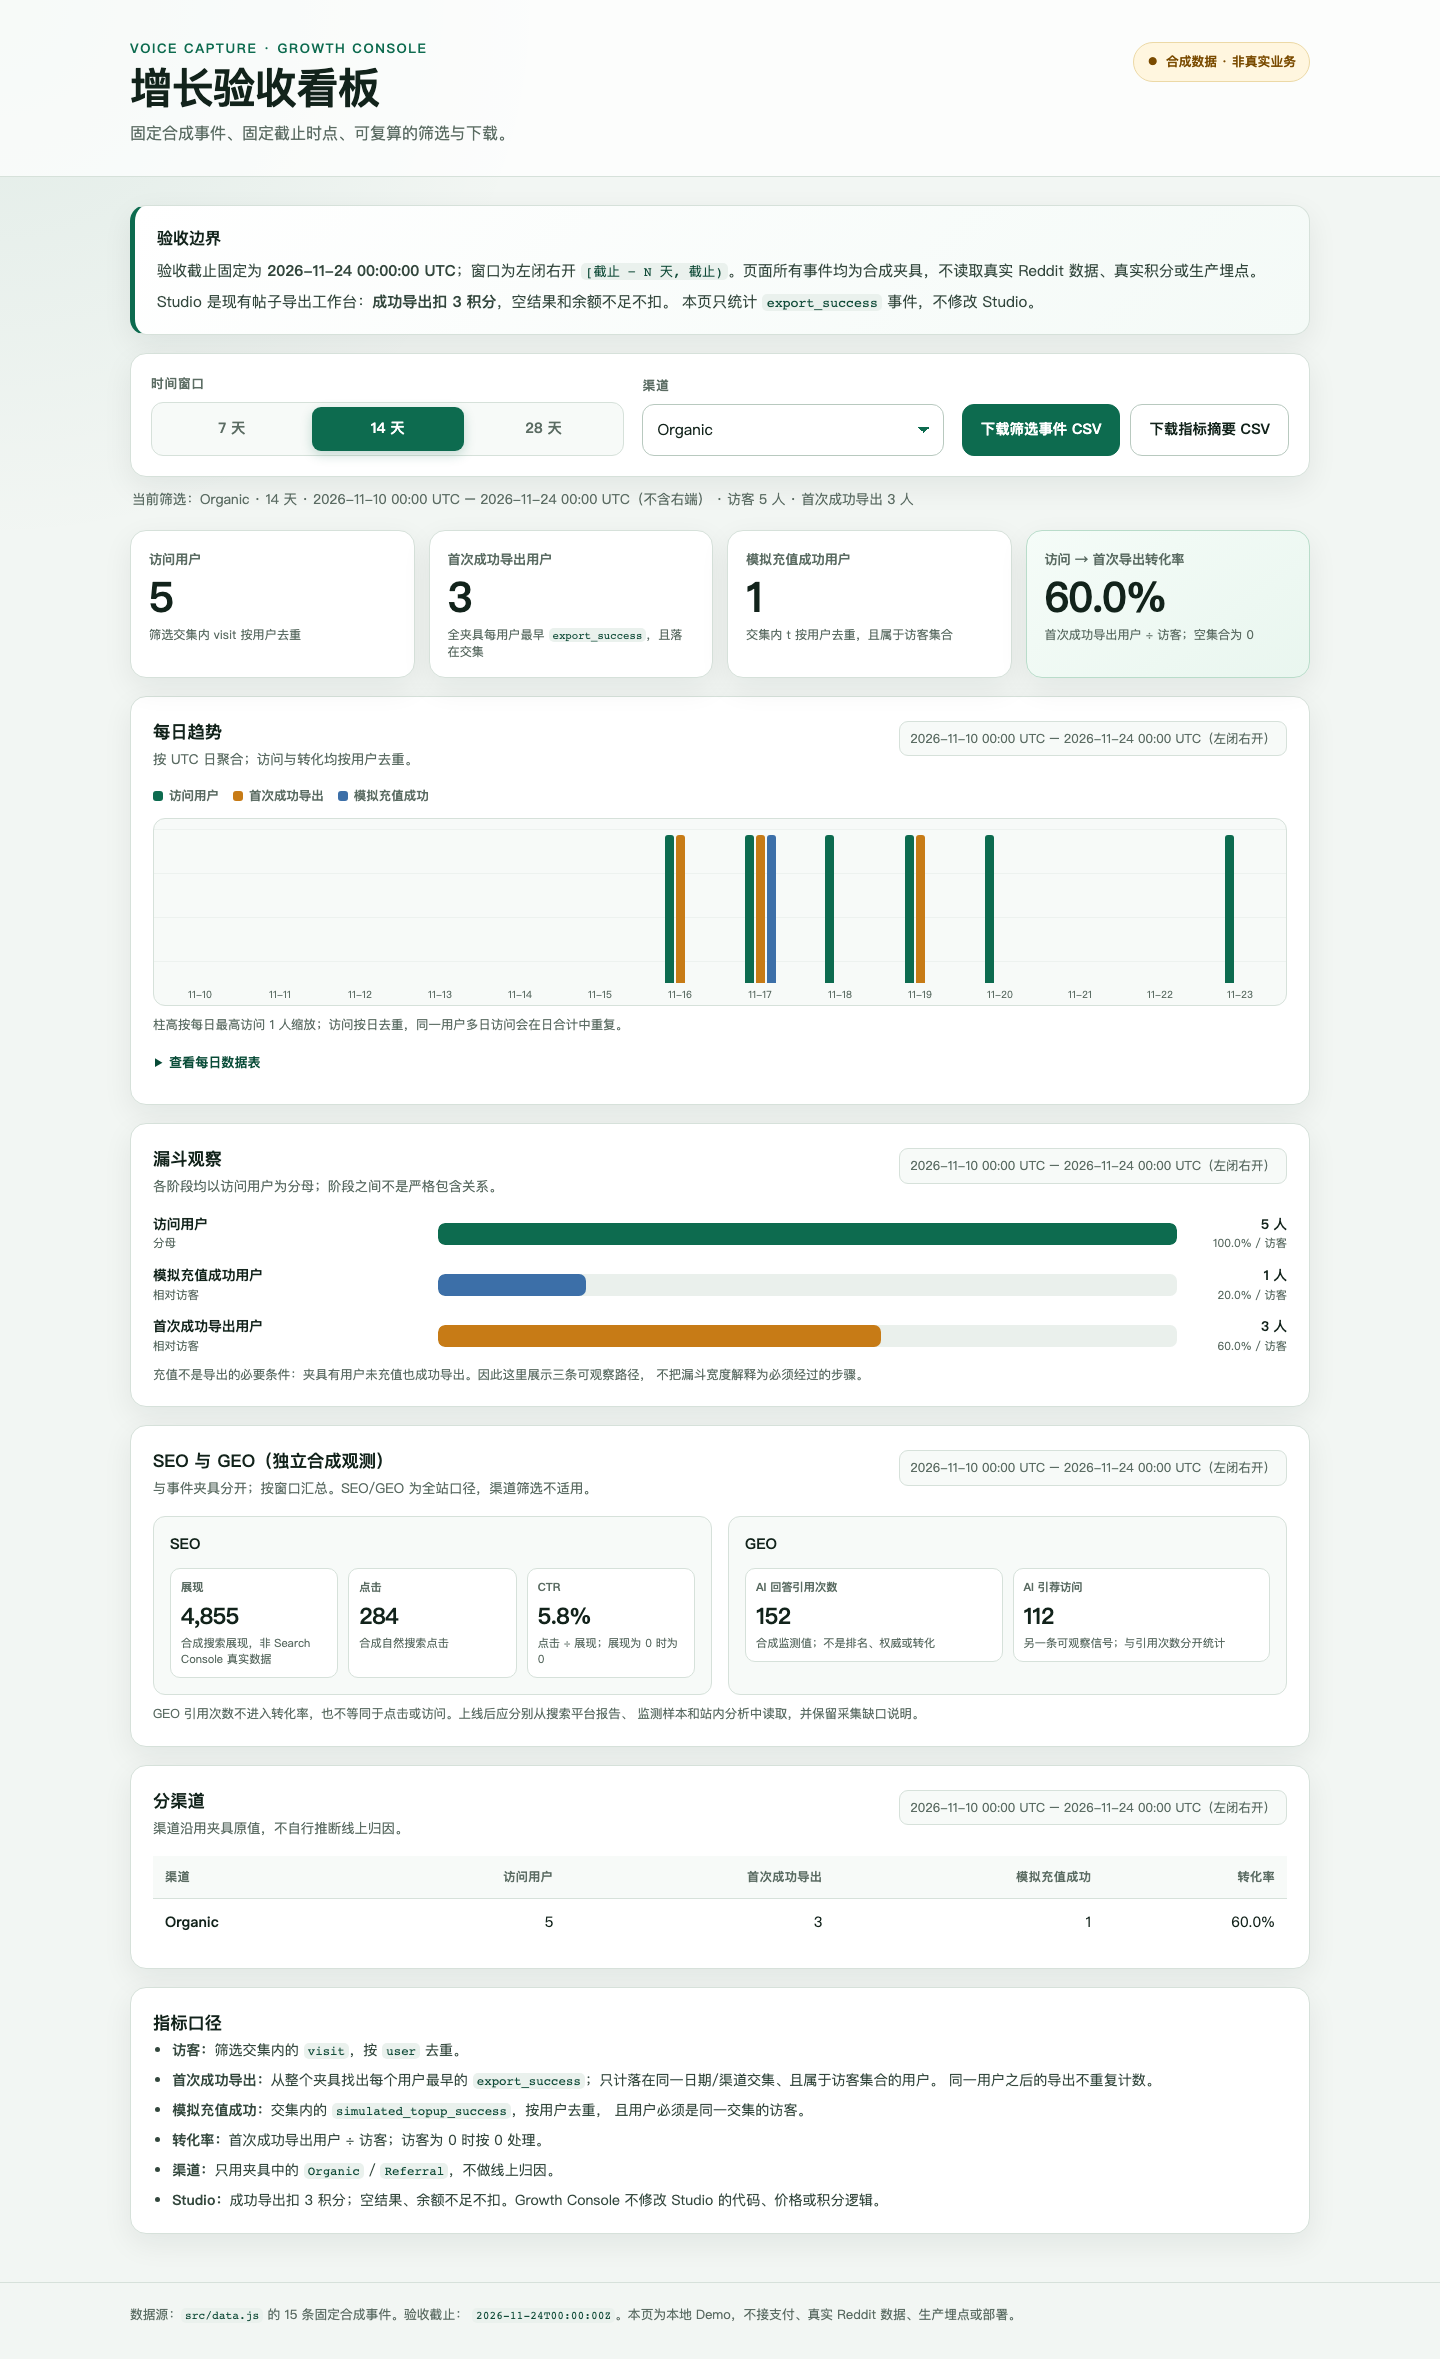 VOICE CAPTURE · GROWTH CONSOLE
增长验收看板
合成数据 · 非真实业务
固定合成事件、固定截止时点、可复算的筛选与下载。
验收边界
验收截止固定为 2026-11-24 00:00:00 UTC；窗口为左闭右开 [截止 - N 天, 截止)。页面所有事件均为合成夹具，不读取真实 Reddit 数据、真实积分或生产埋点。
Studio 是现有帖子导出工作台：成功导出扣 3 积分，空结果和余额不足不扣。 本页只统计 export_success 事件，不修改 Studio。
时间窗口
渠道
7 天
14 天
28 天
Organic
下载筛选事件 CSV
下载指标摘要 CSV
当前筛选：Organic · 14 天 · 2026-11-10 00:00 UTC — 2026-11-24 00:00 UTC（不含右端） · 访客 5 人 · 首次成功导出 3 人
访问用户
5
筛选交集内 visit 按用户去重
首次成功导出用户
3
全夹具每用户最早 export_success，且落
在交集
模拟充值成功用户
1
交集内 t 按用户去重，且属于访客集合
访问 → 首次导出转化率
60.0%
首次成功导出用户 ÷ 访客；空集合为 0
每日趋势
按 UTC 日聚合；访问与转化均按用户去重。
2026-11-10 00:00 UTC — 2026-11-24 00:00 UTC（左闭右开）
访问用户 首次成功导出 模拟充值成功
11-10 11-11 11-12 11-13 11-14 11-15 11-16 11-17 11-18 11-19 11-20 11-21 11-22 11-23
柱高按每日最高访问 1 人缩放；访问按日去重，同一用户多日访问会在日合计中重复。
▶ 查看每日数据表
漏斗观察
各阶段均以访问用户为分母；阶段之间不是严格包含关系。
2026-11-10 00:00 UTC — 2026-11-24 00:00 UTC（左闭右开）
访问用户
分母
5 人
100.0% / 访客
模拟充值成功用户
相对访客
1 人
20.0% / 访客
首次成功导出用户
相对访客
3 人
60.0% / 访客
充值不是导出的必要条件：夹具有用户未充值也成功导出。因此这里展示三条可观察路径， 不把漏斗宽度解释为必须经过的步骤。
SEO 与 GEO（独立合成观测）
与事件夹具分开；按窗口汇总。SEO/GEO 为全站口径，渠道筛选不适用。
2026-11-10 00:00 UTC — 2026-11-24 00:00 UTC（左闭右开）
SEO
展现
4,855
合成搜索展现，非 Search
Console 真实数据
点击
284
合成自然搜索点击
CTR
5.8%
点击 ÷ 展现；展现为 0 时为
0
GEO
AI 回答引用次数
152
合成监测值；不是排名、权威或转化
AI 引荐访问
112
另一条可观察信号；与引用次数分开统计
GEO 引用次数不进入转化率，也不等同于点击或访问。上线后应分别从搜索平台报告、 监测样本和站内分析中读取，并保留采集缺口说明。
分渠道
渠道沿用夹具原值，不自行推断线上归因。
2026-11-10 00:00 UTC — 2026-11-24 00:00 UTC（左闭右开）
渠道 访问用户 首次成功导出 模拟充值成功 转化率
Organic 5 3 1 60.0%
指标口径
• 访客：筛选交集内的 visit，按 user 去重。
• 首次成功导出：从整个夹具找出每个用户最早的 export_success；只计落在同一日期/渠道交集、且属于访客集合的用户。 同一用户之后的导出不重复计数。
• 模拟充值成功：交集内的 simulated_topup_success，按用户去重， 且用户必须是同一交集的访客。
• 转化率：首次成功导出用户 ÷ 访客；访客为 0 时按 0 处理。
• 渠道：只用夹具中的 Organic / Referral，不做线上归因。
• Studio：成功导出扣 3 积分；空结果、余额不足不扣。Growth Console 不修改 Studio 的代码、价格或积分逻辑。
数据源： src/data.js 的 15 条固定合成事件。验收截止： 2026-11-24T00:00:00Z。本页为本地 Demo，不接支付、真实 Reddit 数据、生产埋点或部署。